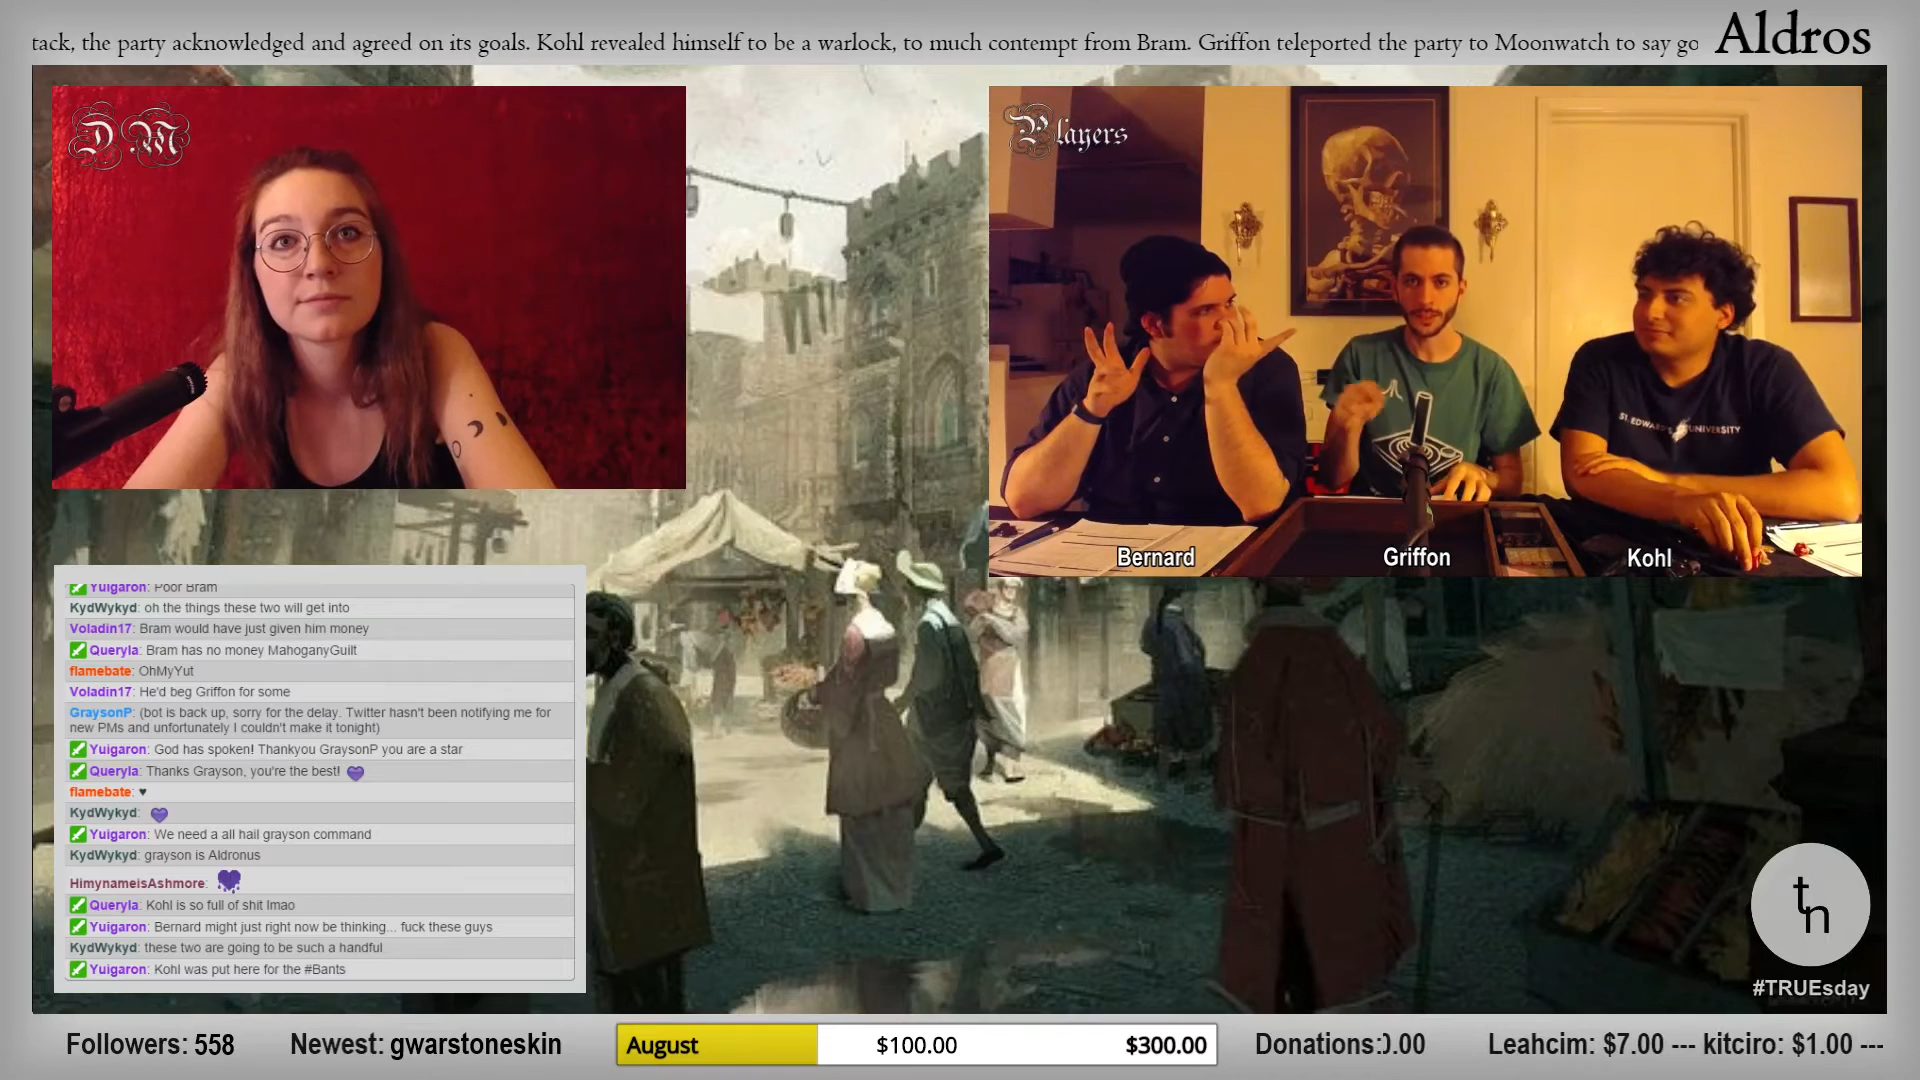 tack, the party acknowledged and agreed on its goals. Kohl revealed himself to be a warlock, to much contempt from Bram. Griffon teleported the party to Moonwatch to say go
Aldros
D.M
Players
ST. EDWARD'S UNIVERSITY
Bernard
Griffon
Kohl
Yuigaron: Poor Bram
KydWykyd: oh the things these two will get into
Voladin17: Bram would have just given him money
Queryla: Bram has no money MahoganyGuilt
flamebate: OhMyYut
Voladin17: He'd beg Griffon for some
GraysonP: (bot is back up, sorry for the delay. Twitter hasn't been notifying me for
new PMs and unfortunately I couldn't make it tonight)
Yuigaron: God has spoken! Thankyou GraysonP you are a star
Queryla: Thanks Grayson, you're the best! 💜
flamebate: ♥
KydWykyd: 💜
Yuigaron: We need a all hail grayson command
KydWykyd: grayson is Aldronus
HimynameisAshmore: 💜
Queryla: Kohl is so full of shit lmao
Yuigaron: Bernard might just right now be thinking... fuck these guys
KydWykyd: these two are going to be such a handful
Yuigaron: Kohl was put here for the #Bants
tn
#TRUEsday
Followers: 558
Newest: gwarstoneskin
August $100.00 $300.00
Donations: 0.00
Leahcim: $7.00 --- kitciro: $1.00 ---